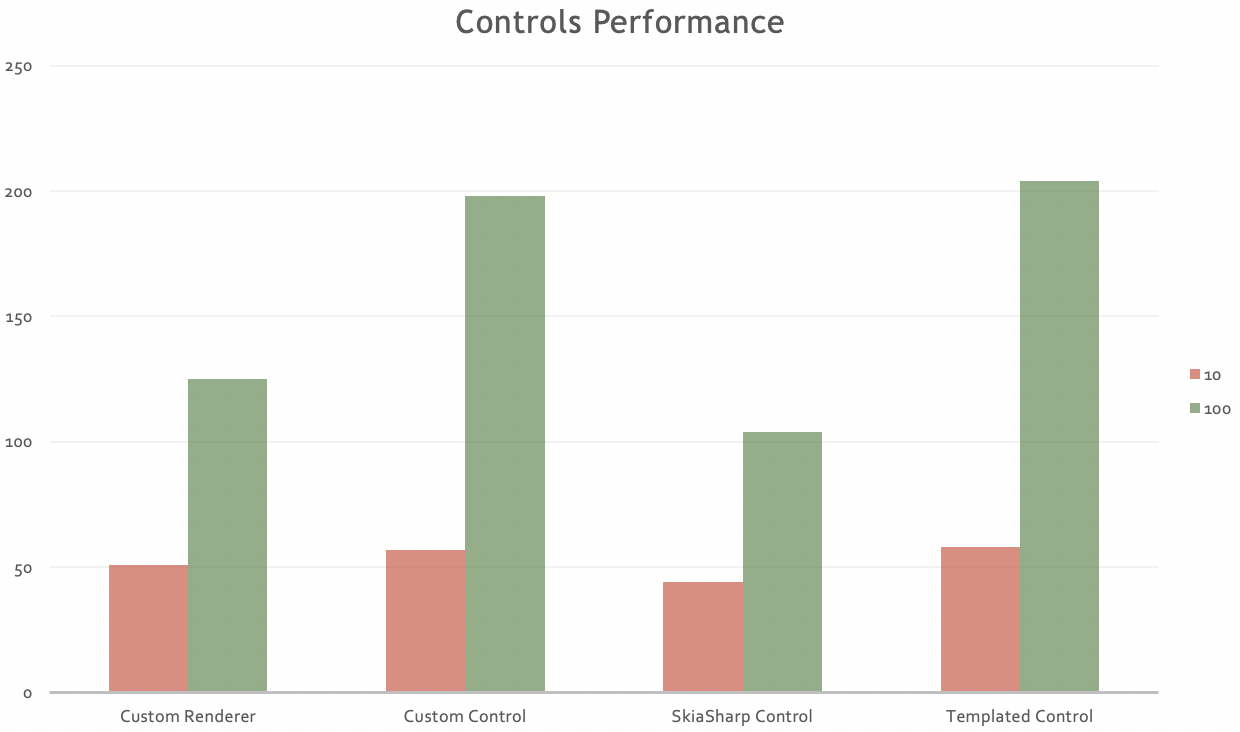 Controls Performance
250
200
150
100
50
0
Custom Renderer
Custom Control
SkiaSharp Control
Templated Control
10
100